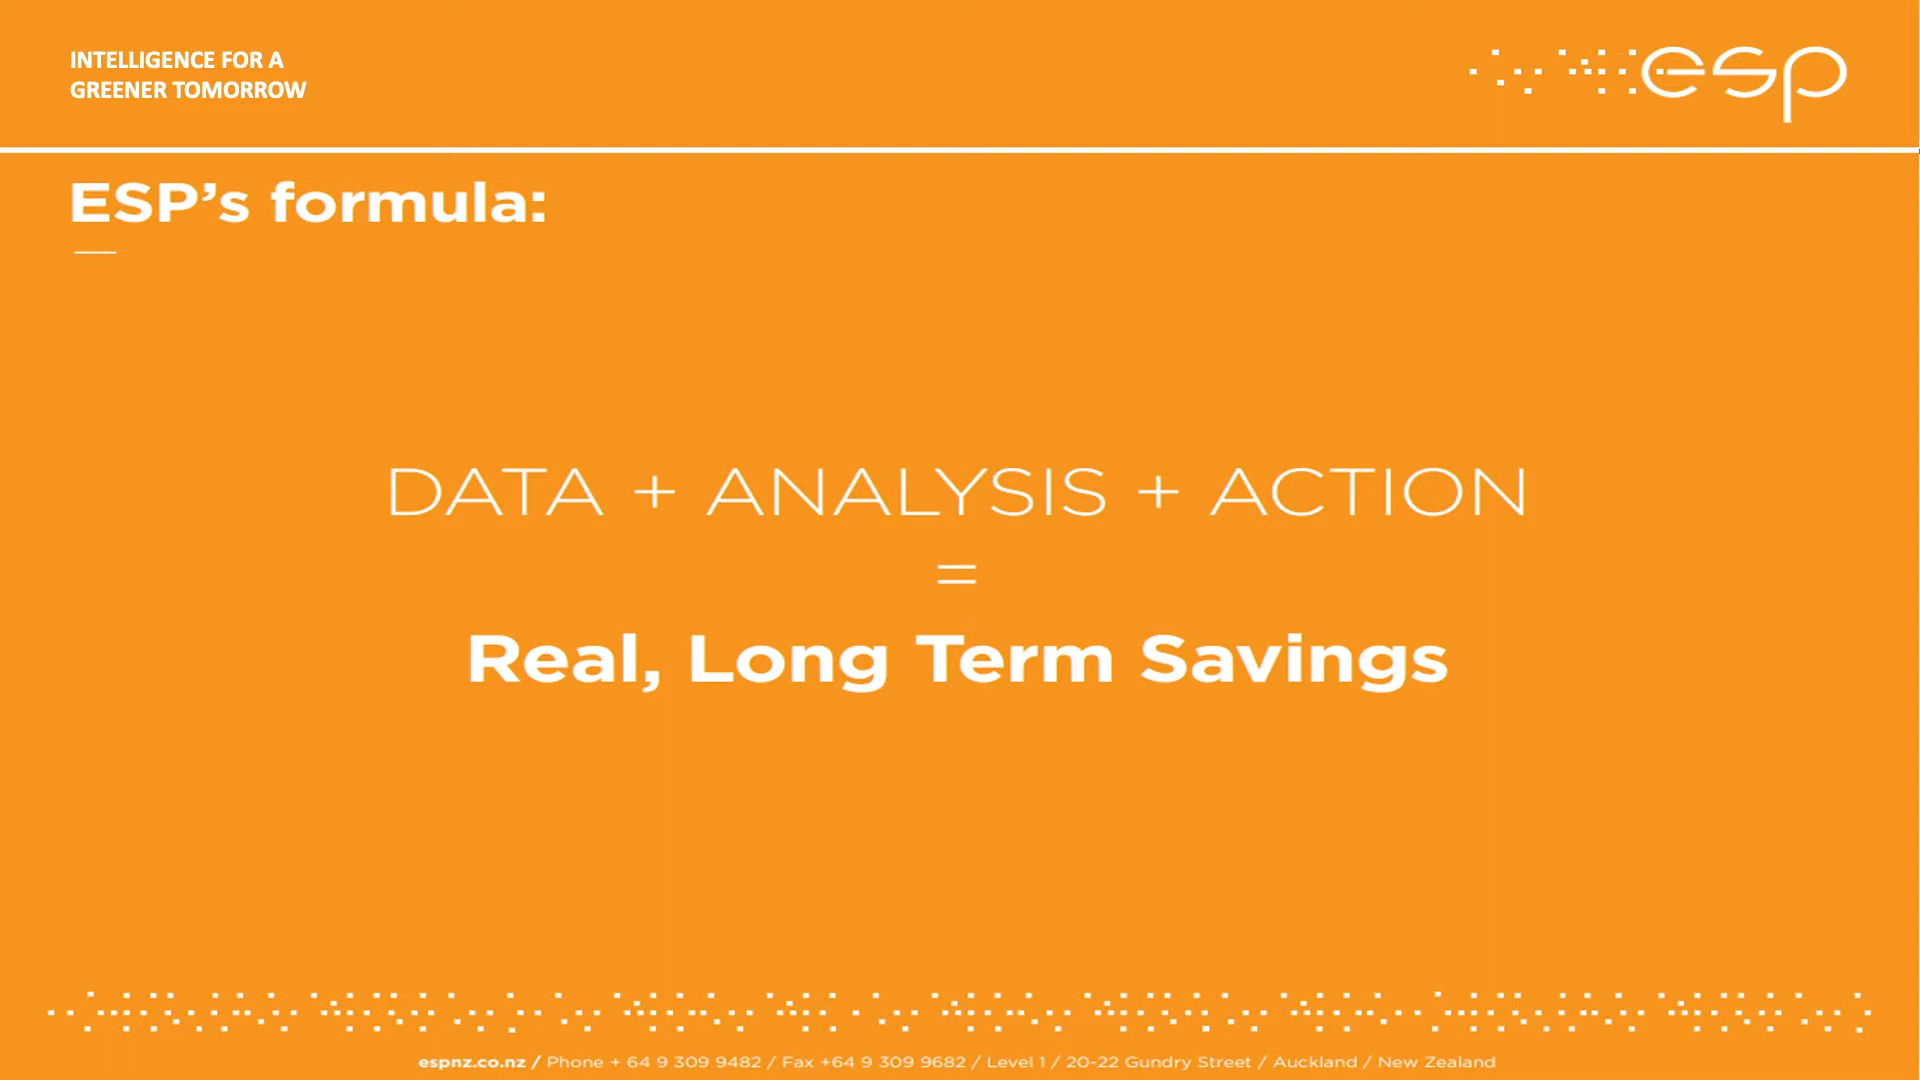 INTELLIGENCE FOR A
GREENER TOMORROW
esp
ESP’s formula:
DATA + ANALYSIS + ACTION
=
Real, Long Term Savings
espnz.co.nz / Phone + 64 9 309 9482 / Fax +64 9 309 9682 / Level 1 / 20-22 Gundry Street / Auckland / New Zealand